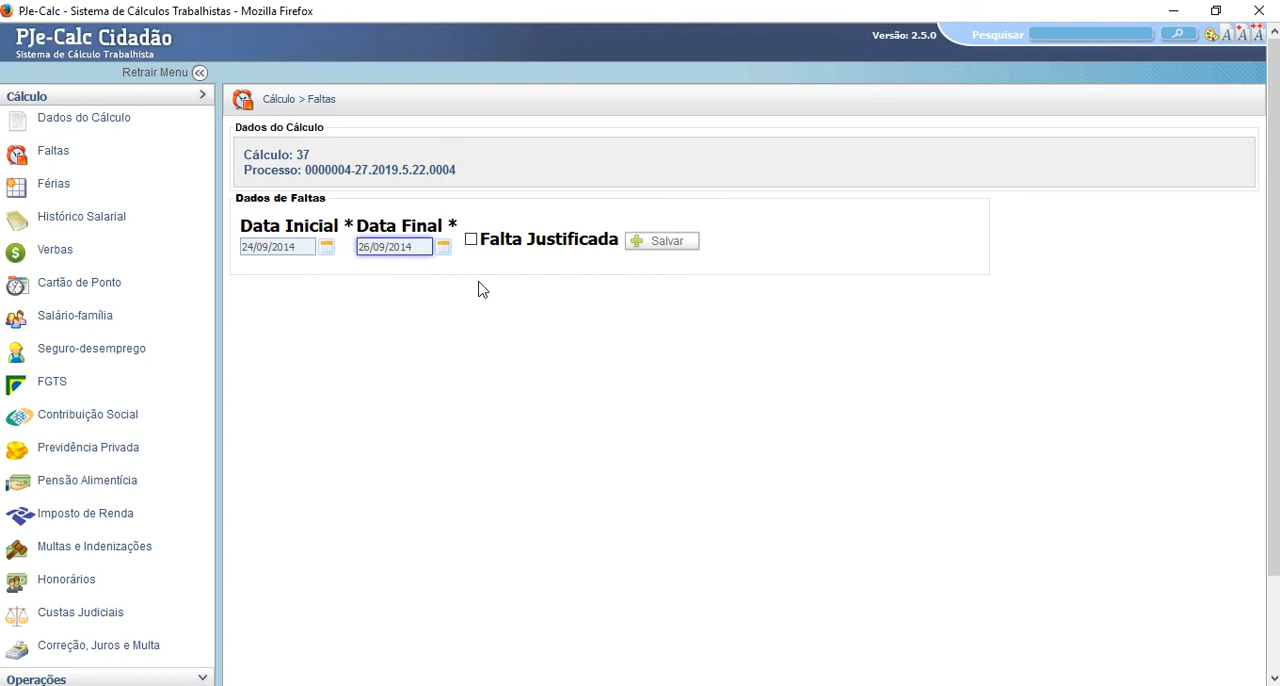 PJe-Calc - Sistema de Cálculos Trabalhistas - Mozilla Firefox
PJe-Calc Cidadão
Sistema de Cálculo Trabalhista
Versão: 2.5.0
Pesquisar
Retrair Menu
Cálculo
Dados do Cálculo
Faltas
Férias
Histórico Salarial
Verbas
Cartão de Ponto
Salário-família
Seguro-desemprego
FGTS
Contribuição Social
Previdência Privada
Pensão Alimentícia
Imposto de Renda
Multas e Indenizações
Honorários
Custas Judiciais
Correção, Juros e Multa
Operações
Cálculo > Faltas
Dados do Cálculo
Cálculo: 37
Processo: 0000004-27.2019.5.22.0004
Dados de Faltas
Data Inicial * Data Final *
24/09/2014 26/09/2014 Falta Justificada Salvar